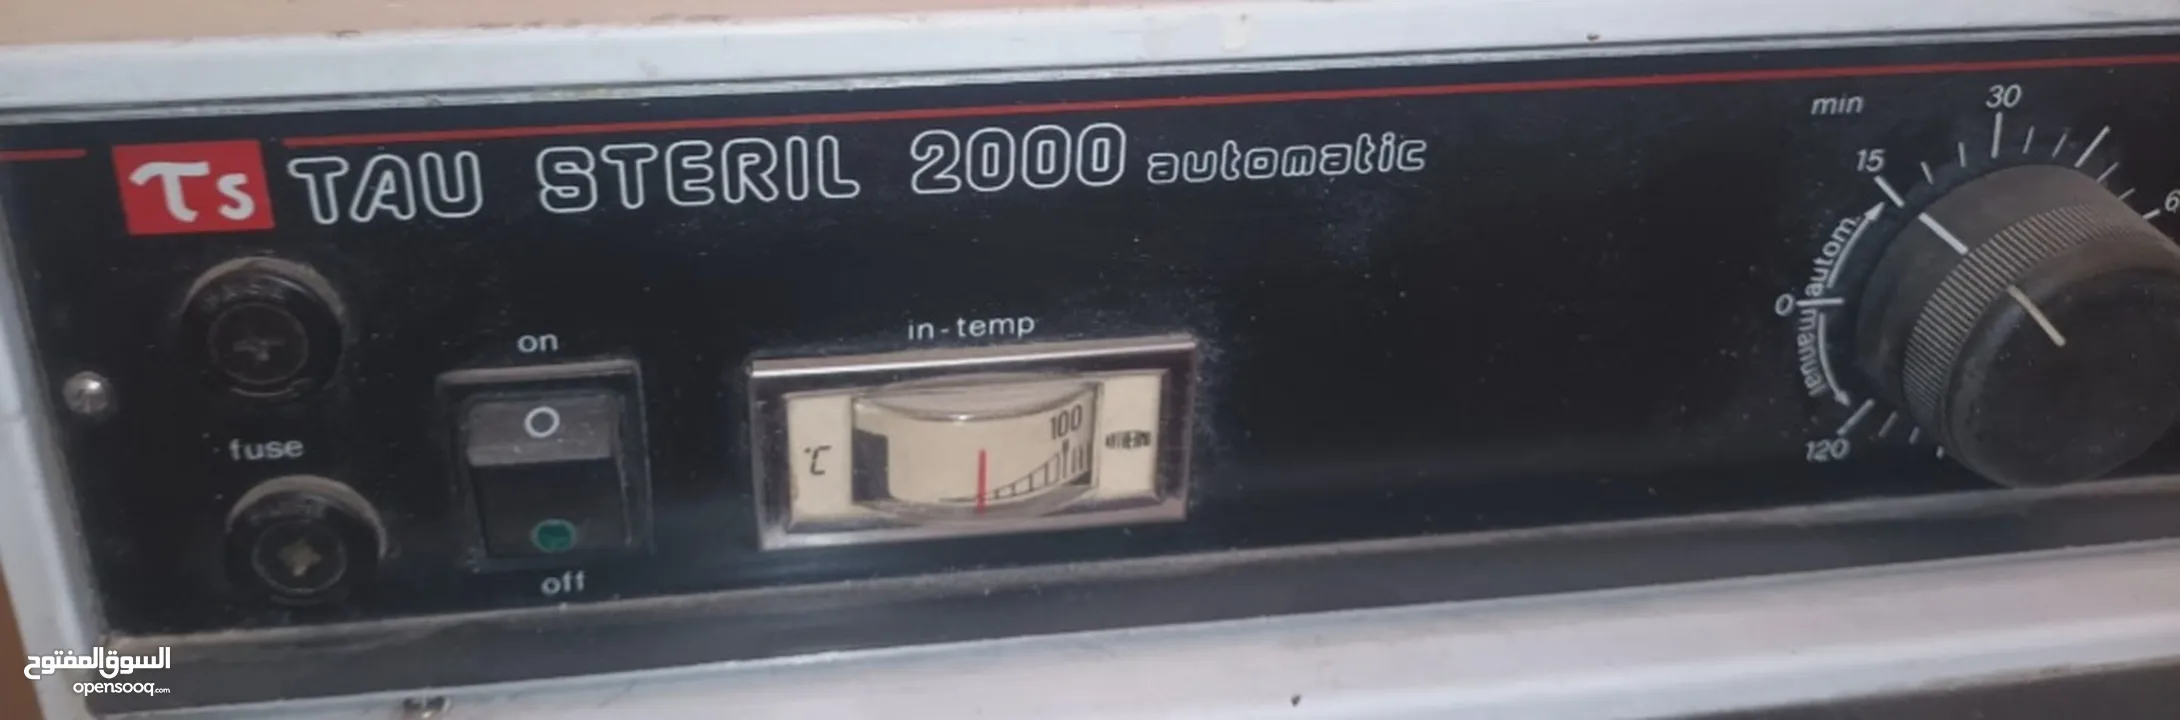 τs TAU STERIL 2000 automatic
min
15
30
autom.
0
manual
120
in-temp
on
O
off
fuse
°C
100
السوق المفتوح
opensooq.com